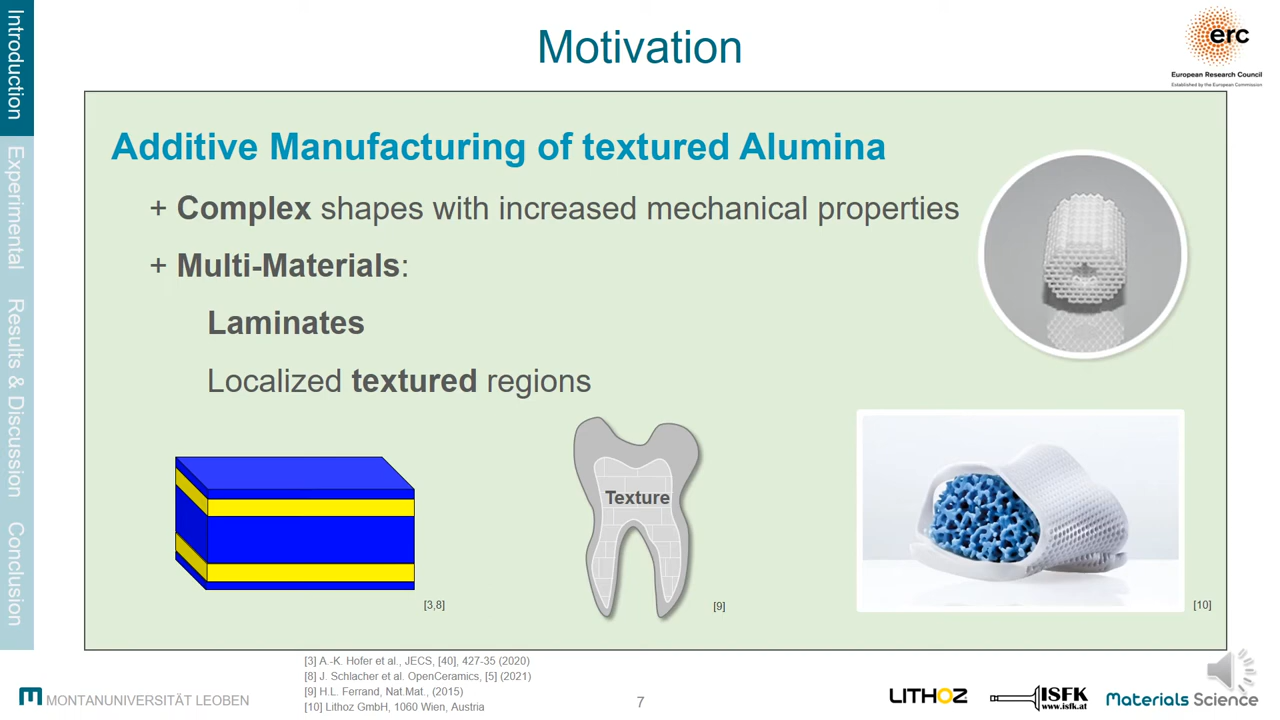 Motivation
erc
European Research Council
Established by the European Commission
Introduction
Experimental
Results & Discussion
Conclusion
Additive Manufacturing of textured Alumina
+ Complex shapes with increased mechanical properties
+ Multi-Materials:
Laminates
Localized textured regions
Texture
[3,8]
[9]
[10]
[3] A.-K. Hofer et al., JECS, [40], 427-35 (2020)
[8] J. Schlacher et al. OpenCeramics, [5] (2021)
[9] H.L. Ferrand, Nat.Mat., (2015)
[10] Lithoz GmbH, 1060 Wien, Austria
MONTANUNIVERSITÄT LEOBEN
7
LITHOZ
ISFK
www.isfk.at
Materials Science